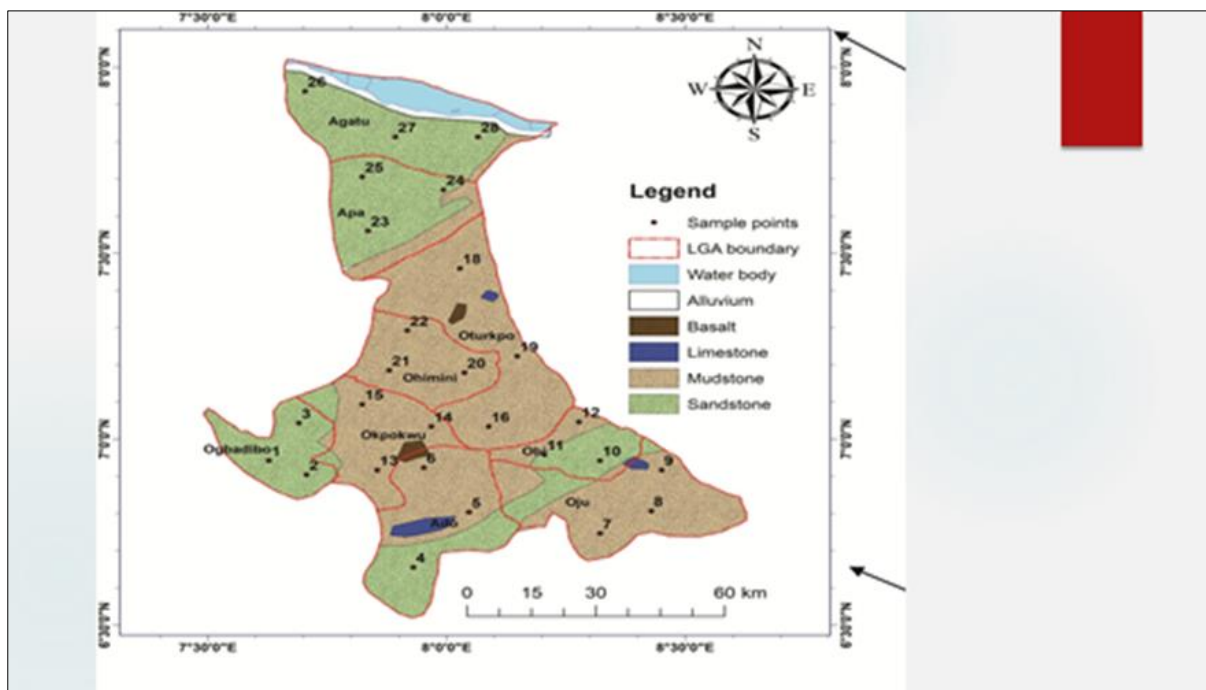 7°30'0"E 8°0'0"E 8°30'0"E
N
W E
S
8°0'0"N 8°0'0"N
26
Agatu 27 28
25 24
Apa
23
Legend
Sample points
LGA boundary
Water body
Alluvium
Basalt
Limestone
Mudstone
Sandstone
7°30'0"N 7°30'0"N
18
22 Oturkpo
19
21 20
Ohimini
15
3 14 16 12
Okpokwu
7°0'0"N 7°0'0"N
Ogbadibo 1 11
Obi 10
2 13 6 9
Oju
5 8
Ado
7
4
0 15 30 60 km
6°30'0"N 6°30'0"N
7°30'0"E 8°0'0"E 8°30'0"E